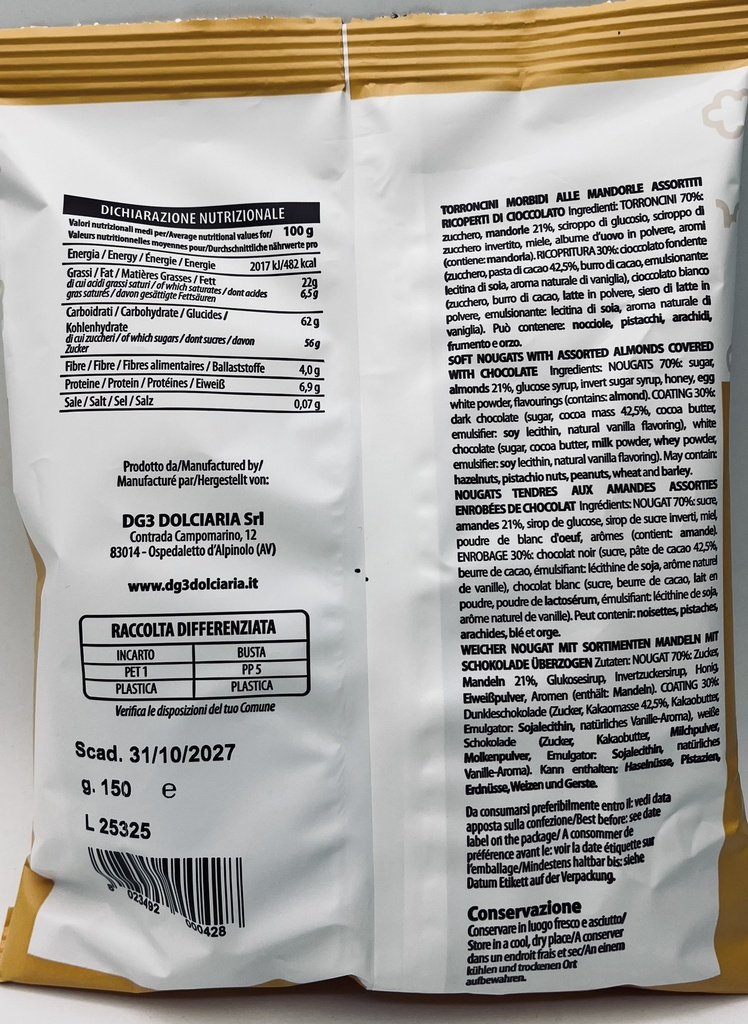 DICHIARAZIONE NUTRIZIONALE
Valori nutrizionali medi per/Average nutritional values for/
Valeurs nutritionnelles moyennes pour/Durchschnittliche nährwerte pro
100 g
Energia / Energy / Énergie / Energie 2017 kJ/482 kcal
Grassi / Fat / Matières Grasses / Fett 22g
di cui acidi grassi saturi / of which saturates / dont acides
gras saturés / davon gesättigte Fettsäuren 6,5 g
Carboidrati / Carbohydrate / Glucides /
Kohlenhydrate 62 g
di cui zuccheri / of which sugars / dont sucres / davon
Zucker 56 g
Fibre / Fibre / Fibres alimentaires / Ballaststoffe 4,0 g
Proteine / Protein / Protéines / Eiweiß 6,9 g
Sale / Salt / Sel / Salz 0,07 g
Prodotto da/Manufactured by/
Manufacturé par/Hergestellt von:
DG3 DOLCIARIA Srl
Contrada Campomarino, 12
83014 - Ospedaletto d'Alpinolo (AV)
www.dg3dolciaria.it
RACCOLTA DIFFERENZIATA
INCARTO BUSTA
PET 1 PP 5
PLASTICA PLASTICA
Verifica le disposizioni del tuo Comune
Scad. 31/10/2027
g. 150 e
L 25325
8 023492 000428
TORRONCINI MORBIDI ALLE MANDORLE ASSORTITI
RICOPERTI DI CIOCCOLATO Ingredienti: TORRONCINI 70%:
zucchero, mandorle 21%, sciroppo di glucosio, sciroppo di
zucchero invertito, miele, albume d'uovo in polvere, aromi
(contiene: mandorla). RICOPRITURA 30%: cioccolato fondente
(zucchero, pasta di cacao 42,5%, burro di cacao, emulsionante:
lecitina di soia, aroma naturale di vaniglia), cioccolato bianco
(zucchero, burro di cacao, latte in polvere, siero di latte in
polvere, emulsionante: lecitina di soia, aroma naturale di
vaniglia). Può contenere: nocciole, pistacchi, arachidi,
frumento e orzo.
SOFT NOUGATS WITH ASSORTED ALMONDS COVERED
WITH CHOCOLATE Ingredients: NOUGATS 70%: sugar,
almonds 21%, glucose syrup, invert sugar syrup, honey, egg
white powder, flavourings (contains: almond). COATING 30%:
dark chocolate (sugar, cocoa mass 42,5%, cocoa butter,
emulsifier: soy lecithin, natural vanilla flavoring), white
chocolate (sugar, cocoa butter, milk powder, whey powder,
emulsifier: soy lecithin, natural vanilla flavoring). May contain:
hazelnuts, pistachio nuts, peanuts, wheat and barley.
NOUGATS TENDRES AUX AMANDES ASSORTIES
ENROBÉES DE CHOCOLAT Ingrédients: NOUGAT 70%: sucre,
amandes 21%, sirop de glucose, sirop de sucre inverti, miel,
poudre de blanc d'oeuf, arômes (contient: amande).
ENROBAGE 30%: chocolat noir (sucre, pâte de cacao 42,5%,
beurre de cacao, émulsifiant: lécithine de soja, arôme naturel
de vanille), chocolat blanc (sucre, beurre de cacao, lait en
poudre, poudre de lactosérum, émulsifiant: lécithine de soja,
arôme naturel de vanille). Peut contenir: noisettes, pistaches,
arachides, blé et orge.
WEICHER NOUGAT MIT SORTIMENTEN MANDELN MIT
SCHOKOLADE ÜBERZOGEN Zutaten: NOUGAT 70%: Zucker,
Mandeln 21%, Glukosesirup, Invertzuckersirup, Honig,
Eiweißpulver, Aromen (enthält: Mandeln). COATING 30%:
Dunkleschokolade (Zucker, Kakaomasse 42,5%, Kakaobutter,
Emulgator: Sojalecithin, natürliches Vanille-Aroma), weiße
Schokolade (Zucker, Kakaobutter, Milchpulver,
Molkenpulver, Emulgator: Sojalecithin, natürliches
Vanille-Aroma). Kann enthalten: Haselnüsse, Pistazien,
Erdnüsse, Weizen und Gerste.
Da consumarsi preferibilmente entro il: vedi data
apposta sulla confezione/Best before: see date
label on the package/ A consommer de
préférence avant le: voir la date étiquette sur
l'emballage/Mindestens haltbar bis: siehe
Datum Etikett auf der Verpackung.
Conservazione
Conservare in luogo fresco e asciutto/
Store in a cool, dry place/A conserver
dans un endroit frais et sec/An einem
kühlen und trockenen Ort
aufbewahren.